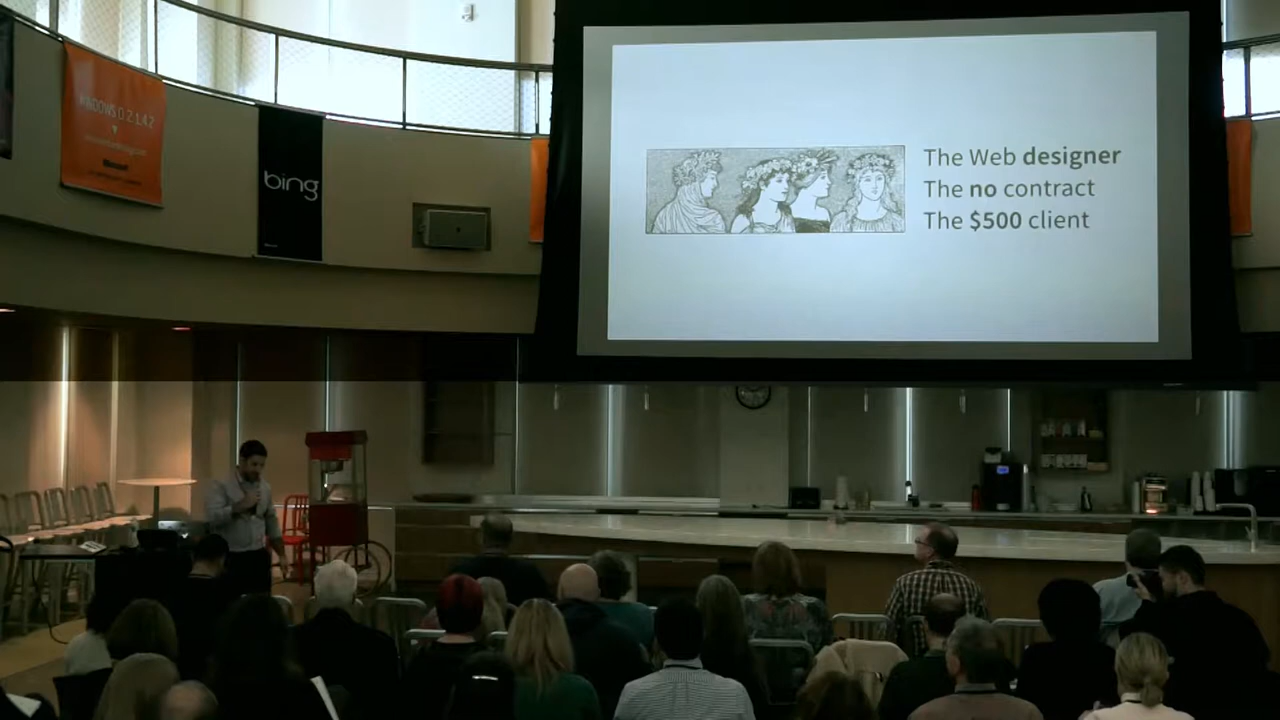 The Web designer
The no contract
The $500 client
bing